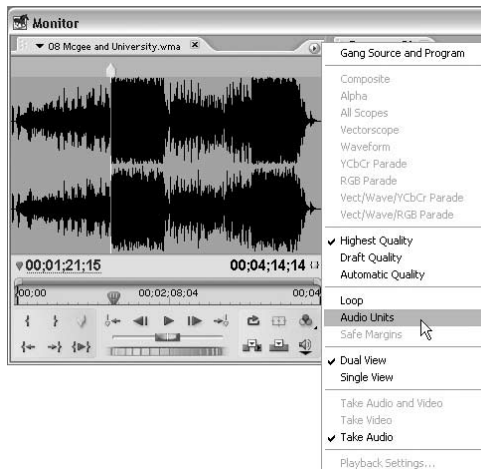 Monitor
08 Mcgee and University.wma
Gang Source and Program
Composite
Alpha
All Scopes
Vectorscope
Waveform
YCbCr Parade
RGB Parade
Vect/Wave/YCbCr Parade
Vect/Wave/RGB Parade
Highest Quality
Draft Quality
Automatic Quality
00;01;21;15
00;04;14;14
00;00
00;02;08;04
00;04
Loop
Audio Units
Safe Margins
Dual View
Single View
Take Audio and Video
Take Video
Take Audio
Playback Settings...